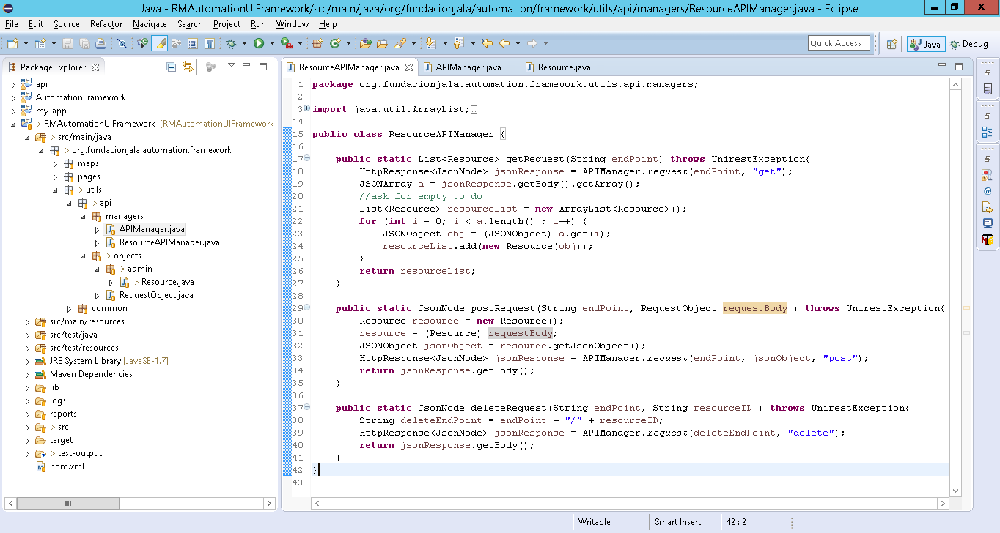 Java - RMAutomationUIFramework/src/main/java/org/fundacionjala/automation/framework/utils/api/managers/ResourceAPIManager.java - Eclipse
File Edit Source Refactor Navigate Search Project Run Window Help
Quick Access Java Debug
Package Explorer
api
AutomationFramework
my-app
> RMAutomationUIFramework [RMAutomationUIFramework
> src/main/java
> org.fundacionjala.automation.framework
maps
pages
> utils
> api
managers
APIManager.java
ResourceAPIManager.java
> objects
> admin
> Resource.java
RequestObject.java
common
src/main/resources
src/test/java
src/test/resources
JRE System Library [JavaSE-1.7]
Maven Dependencies
lib
logs
reports
> src
target
> test-output
pom.xml
ResourceAPIManager.java APIManager.java Resource.java
1 package org.fundacionjala.automation.framework.utils.api.managers;
2
3 import java.util.ArrayList;
14
15 public class ResourceAPIManager {
16
17 public static List<Resource> getRequest(String endPoint) throws UnirestException{
18 HttpResponse<JsonNode> jsonResponse = APIManager.request(endPoint, "get");
19 JSONArray a = jsonResponse.getBody().getArray();
20 //ask for empty to do
21 List<Resource> resourceList = new ArrayList<Resource>();
22 for (int i = 0; i < a.length() ; i++) {
23 JSONObject obj = (JSONObject) a.get(i);
24 resourceList.add(new Resource(obj));
25 }
26 return resourceList;
27 }
28
29 public static JsonNode postRequest(String endPoint, RequestObject requestBody ) throws UnirestException{
30 Resource resource = new Resource();
31 resource = (Resource) requestBody;
32 JSONObject jsonObject = resource.getJsonObject();
33 HttpResponse<JsonNode> jsonResponse = APIManager.request(endPoint, jsonObject, "post");
34 return jsonResponse.getBody();
35 }
36
37 public static JsonNode deleteRequest(String endPoint, String resourceID ) throws UnirestException{
38 String deleteEndPoint = endPoint + "/" + resourceID;
39 HttpResponse<JsonNode> jsonResponse = APIManager.request(deleteEndPoint, "delete");
40 return jsonResponse.getBody();
41 }
42 }
43
Writable Smart Insert 42 : 2